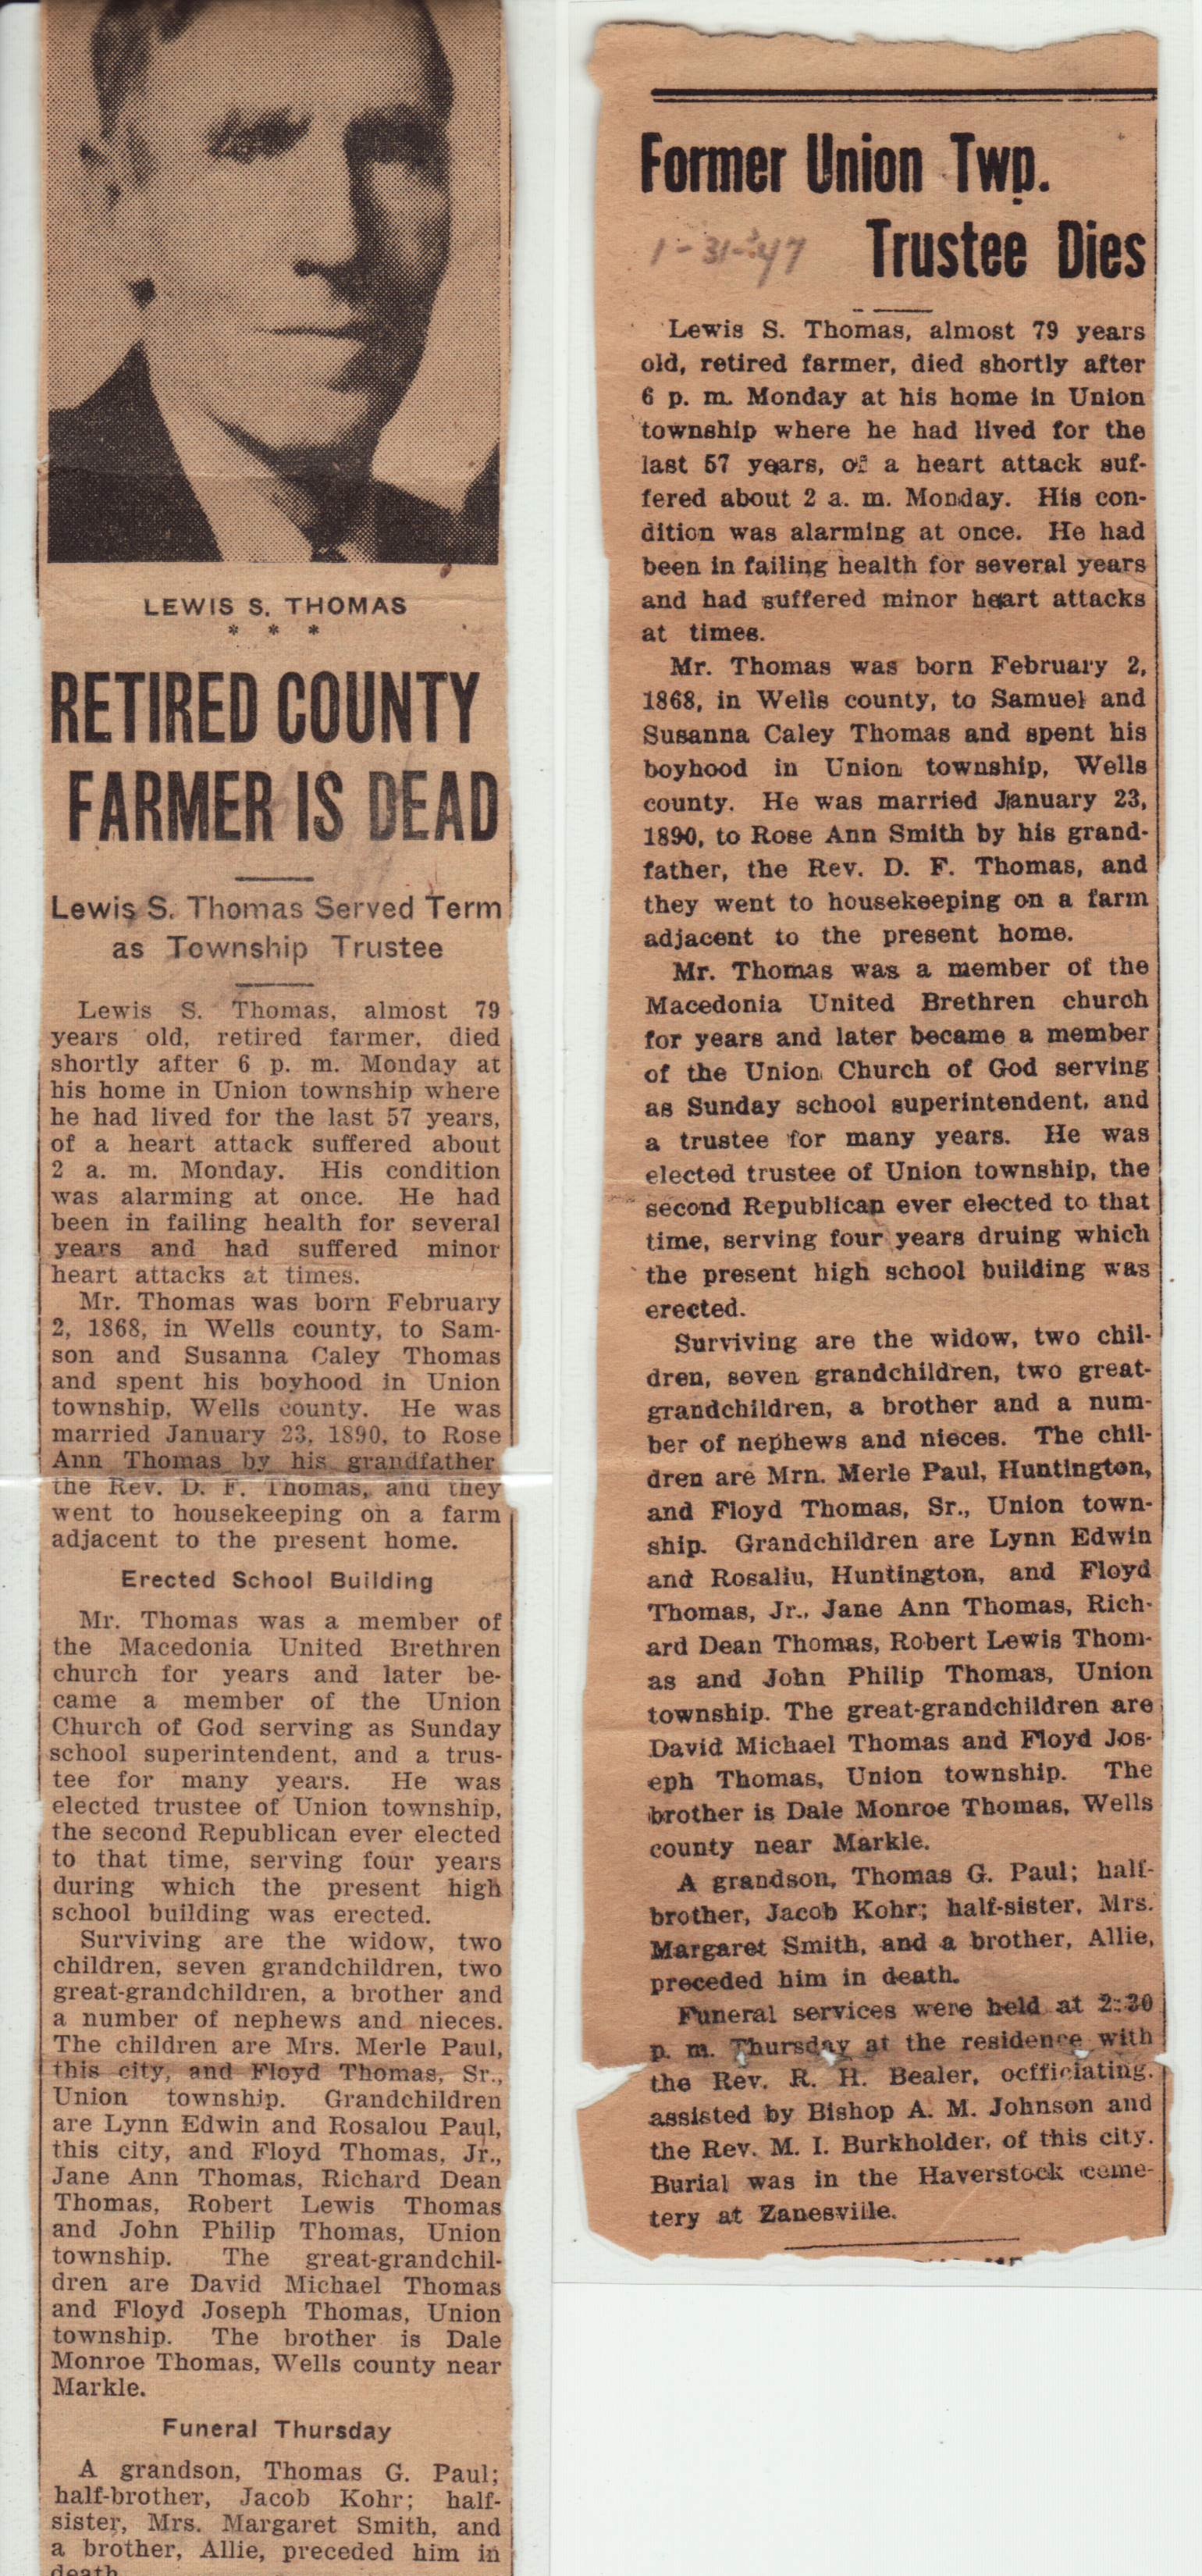 LEWIS S. THOMAS
* * *
RETIRED COUNTY
FARMER IS DEAD
Lewis S. Thomas Served Term
as Township Trustee
Lewis S. Thomas, almost 79
years old, retired farmer, died
shortly after 6 p. m. Monday at
his home in Union township where
he had lived for the last 57 years,
of a heart attack suffered about
2 a. m. Monday. His condition
was alarming at once. He had
been in failing health for several
years and had suffered minor
heart attacks at times.
Mr. Thomas was born February
2, 1868, in Wells county, to Sam-
son and Susanna Caley Thomas
and spent his boyhood in Union
township, Wells county. He was
married January 23, 1890, to Rose
Ann Thomas by his grandfather
the Rev. D. F. Thomas, and they
went to housekeeping on a farm
adjacent to the present home.
Erected School Building
Mr. Thomas was a member of
the Macedonia United Brethren
church for years and later be-
came a member of the Union
Church of God serving as Sunday
school superintendent, and a trus-
tee for many years. He was
elected trustee of Union township,
the second Republican ever elected
to that time, serving four years
during which the present high
school building was erected.
Surviving are the widow, two
children, seven grandchildren, two
great-grandchildren, a brother and
a number of nephews and nieces.
The children are Mrs. Merle Paul,
this city, and Floyd Thomas, Sr.,
Union township. Grandchildren
are Lynn Edwin and Rosalou Paul,
this city, and Floyd Thomas, Jr.,
Jane Ann Thomas, Richard Dean
Thomas, Robert Lewis Thomas
and John Philip Thomas, Union
township. The great-grandchil-
dren are David Michael Thomas
and Floyd Joseph Thomas, Union
township. The brother is Dale
Monroe Thomas, Wells county near
Markle.
Funeral Thursday
A grandson, Thomas G. Paul;
half-brother, Jacob Kohr; half-
sister, Mrs. Margaret Smith, and
a brother, Allie, preceded him in
death.
Former Union Twp.
1-31-'47 Trustee Dies
Lewis S. Thomas, almost 79 years
old, retired farmer, died shortly after
6 p. m. Monday at his home in Union
township where he had lived for the
last 57 years, of a heart attack suf-
fered about 2 a. m. Monday. His con-
dition was alarming at once. He had
been in failing health for several years
and had suffered minor heart attacks
at times.
Mr. Thomas was born February 2,
1868, in Wells county, to Samuel and
Susanna Caley Thomas and spent his
boyhood in Union township, Wells
county. He was married January 23,
1890, to Rose Ann Smith by his grand-
father, the Rev. D. F. Thomas, and
they went to housekeeping on a farm
adjacent to the present home.
Mr. Thomas was a member of the
Macedonia United Brethren church
for years and later became a member
of the Union Church of God serving
as Sunday school superintendent, and
a trustee for many years. He was
elected trustee of Union township, the
second Republican ever elected to that
time, serving four years druing which
the present high school building was
erected.
Surviving are the widow, two chil-
dren, seven grandchildren, two great-
grandchildren, a brother and a num-
ber of nephews and nieces. The chil-
dren are Mrn. Merle Paul, Huntington,
and Floyd Thomas, Sr., Union town-
ship. Grandchildren are Lynn Edwin
and Rosaliu, Huntington, and Floyd
Thomas, Jr., Jane Ann Thomas, Rich-
ard Dean Thomas, Robert Lewis Thom-
as and John Philip Thomas, Union
township. The great-grandchildren are
David Michael Thomas and Floyd Jos-
eph Thomas, Union township. The
brother is Dale Monroe Thomas, Wells
county near Markle.
A grandson, Thomas G. Paul; half-
brother, Jacob Kohr; half-sister, Mrs.
Margaret Smith, and a brother, Allie,
preceded him in death.
Funeral services were held at 2:30
p. m. Thursday at the residence with
the Rev. R. H. Bealer, ocfficiating.
assisted by Bishop A. M. Johnson and
the Rev. M. I. Burkholder, of this city.
Burial was in the Haverstock ceme-
tery at Zanesville.